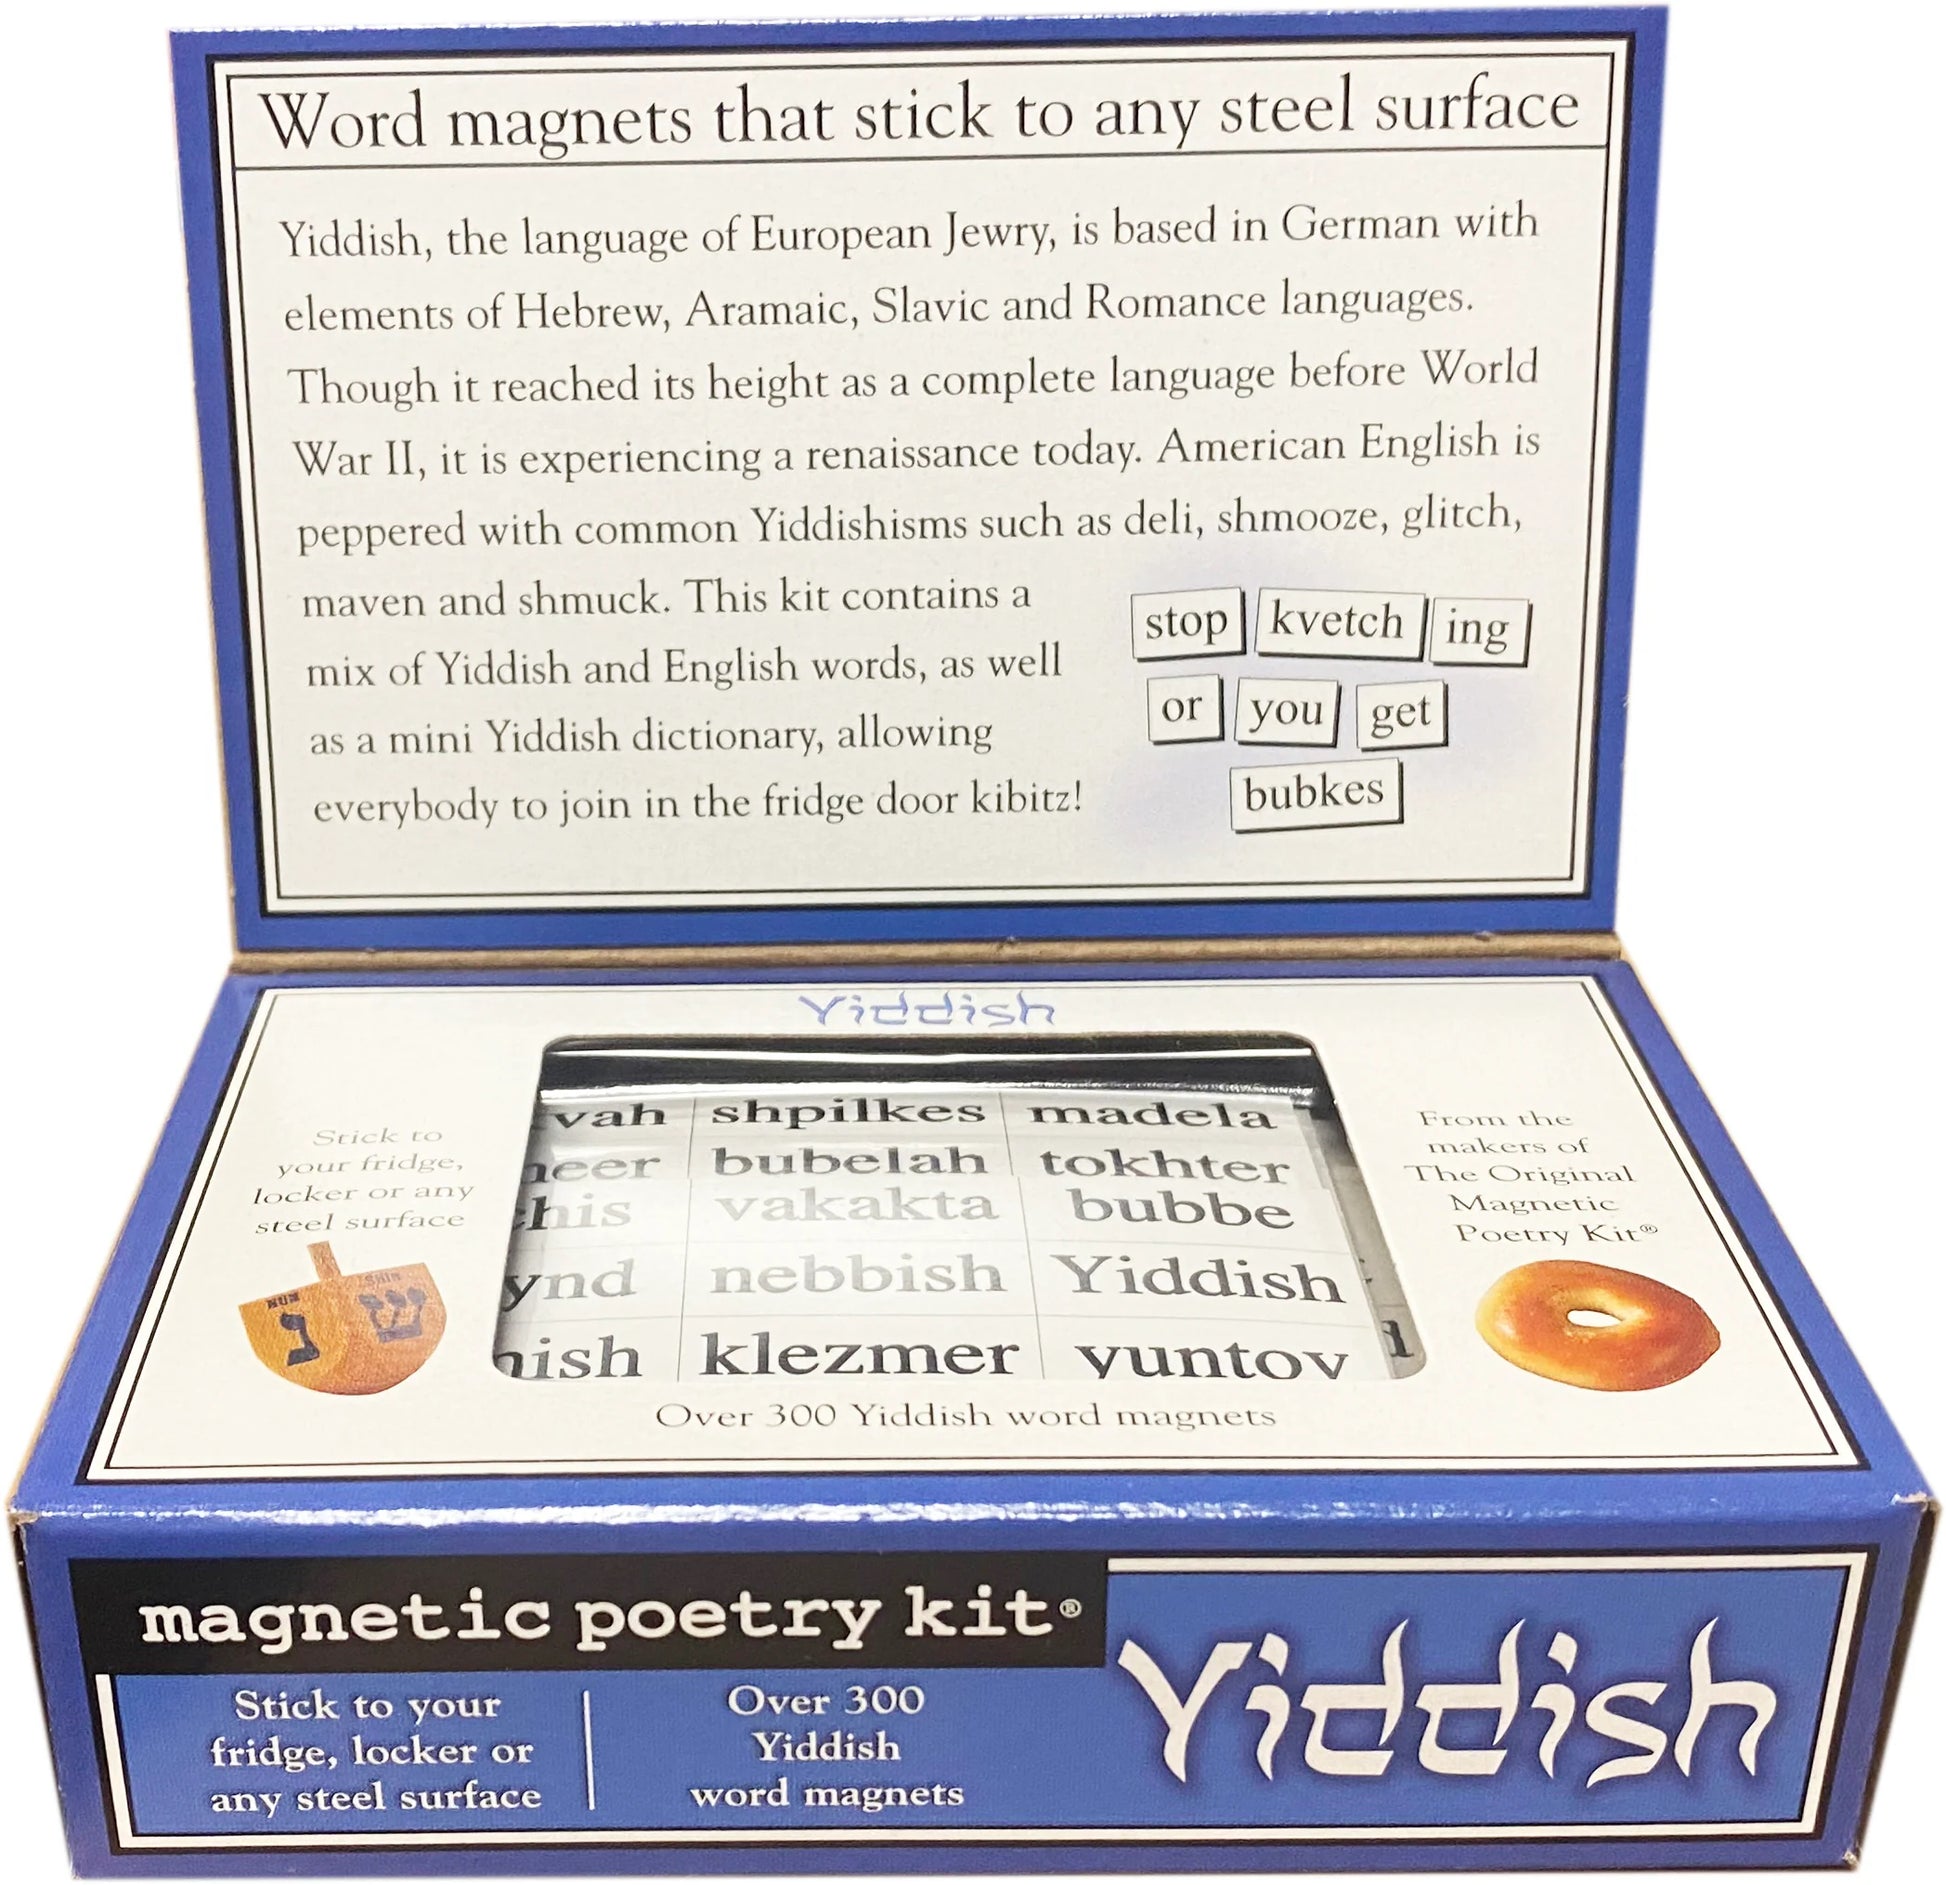 Word magnets that stick to any steel surface
Yiddish, the language of European Jewry, is based in German with
elements of Hebrew, Aramaic, Slavic and Romance languages.
Though it reached its height as a complete language before World
War II, it is experiencing a renaissance today. American English is
peppered with common Yiddishisms such as deli, shmooze, glitch,
maven and shmuck. This kit contains a
mix of Yiddish and English words, as well
as a mini Yiddish dictionary, allowing
everybody to join in the fridge door kibitz!
stop kvetch ing
or you get
bubkes
Yiddish
Stick to
your fridge,
locker or any
steel surface
NUN
נ
SHIN
ש
vah shpilkes madela
heer bubelah tokhter
his vakakta bubbe
ynd nebbish Yiddish
ish klezmer yuntov
From the
makers of
The Original
Magnetic
Poetry Kit®
Over 300 Yiddish word magnets
magnetic poetry kit®
Stick to your
fridge, locker or
any steel surface
Over 300
Yiddish
word magnets
Yiddish